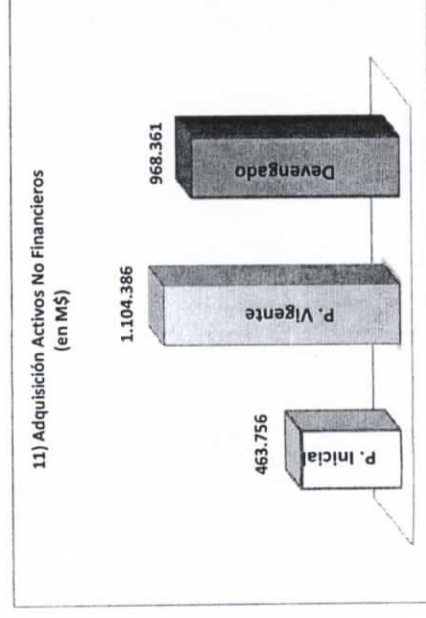 11) Adquisición Activos No Financieros
(en M$)
463.756
1.104.386
968.361
P. Inicial
P. Vigente
Devengado